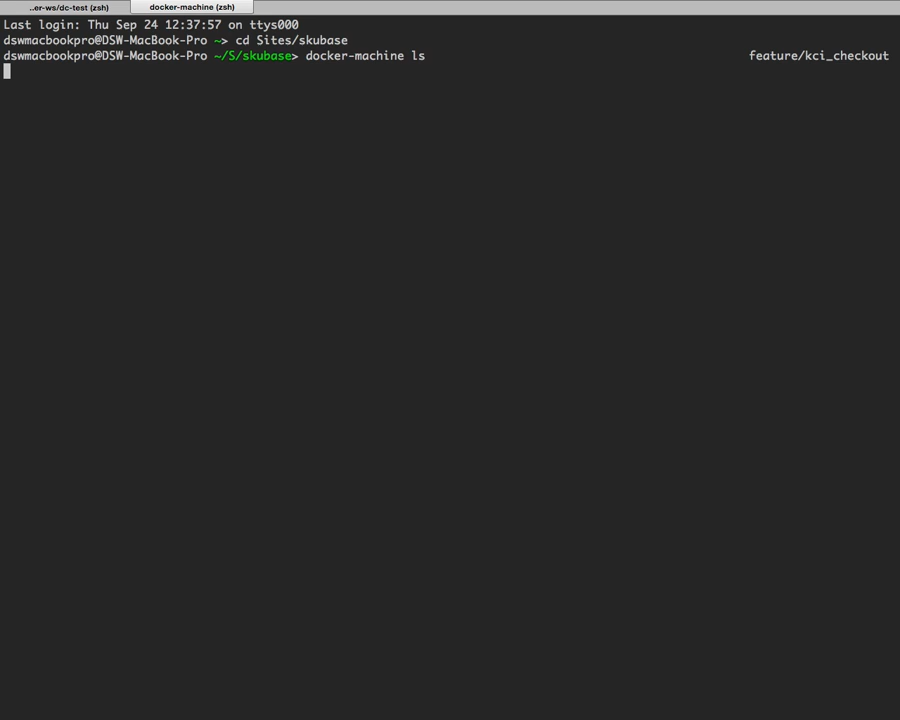 ..er-ws/dc-test (zsh)
docker-machine (zsh)
Last login: Thu Sep 24 12:37:57 on ttys000
dswmacbookpro@DSW-MacBook-Pro ~> cd Sites/skubase
dswmacbookpro@DSW-MacBook-Pro ~/S/skubase> docker-machine ls feature/kci_checkout